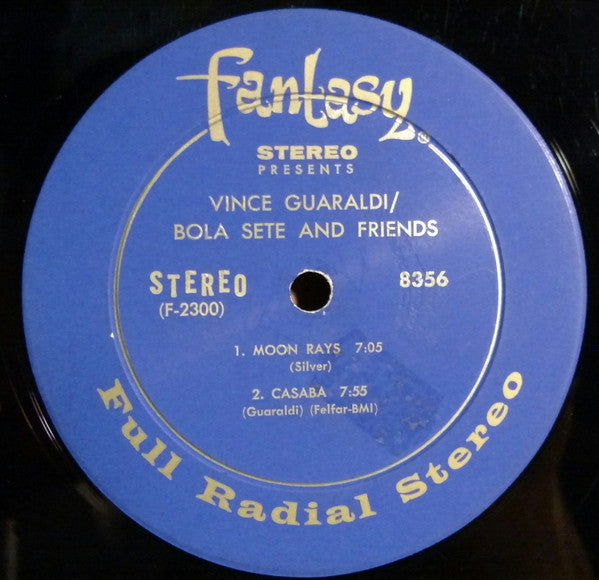 Fantasy®
STEREO
PRESENTS
VINCE GUARALDI/
BOLA SETE AND FRIENDS
STEREO
(F-2300)
8356
1. MOON RAYS 7:05
(Silver)
2. CASABA 7:55
(Guaraldi) (Felfar-BMI)
Full Radial Stereo